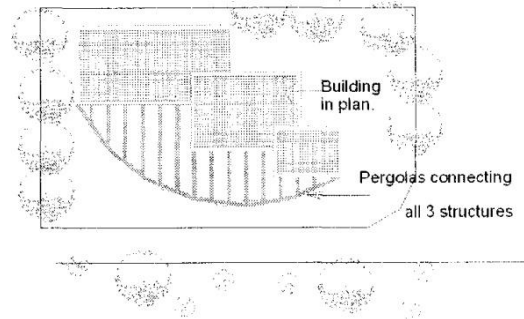 Building
in plan.
Pergolas connecting
all 3 structures